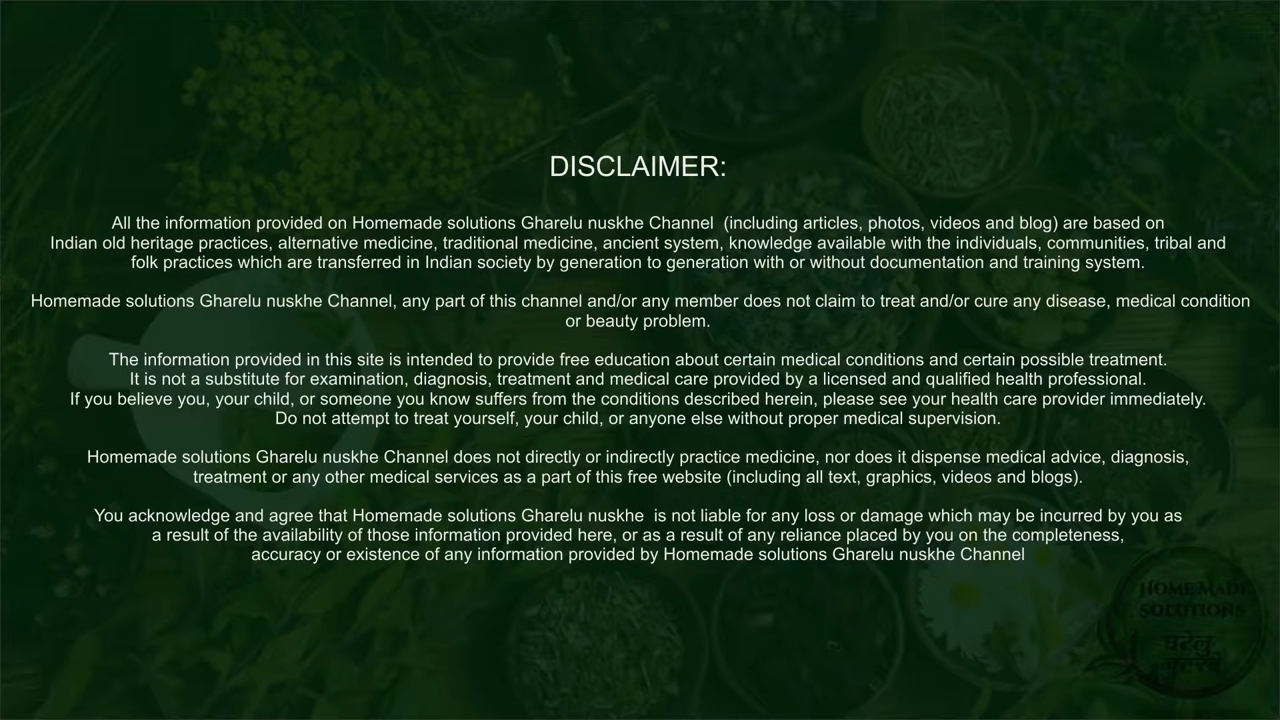 DISCLAIMER:
All the information provided on Homemade solutions Gharelu nuskhe Channel  (including articles, photos, videos and blog) are based on
Indian old heritage practices, alternative medicine, traditional medicine, ancient system, knowledge available with the individuals, communities, tribal and
folk practices which are transferred in Indian society by generation to generation with or without documentation and training system.
Homemade solutions Gharelu nuskhe Channel, any part of this channel and/or any member does not claim to treat and/or cure any disease, medical condition
or beauty problem.
The information provided in this site is intended to provide free education about certain medical conditions and certain possible treatment.
It is not a substitute for examination, diagnosis, treatment and medical care provided by a licensed and qualified health professional.
If you believe you, your child, or someone you know suffers from the conditions described herein, please see your health care provider immediately.
Do not attempt to treat yourself, your child, or anyone else without proper medical supervision.
Homemade solutions Gharelu nuskhe Channel does not directly or indirectly practice medicine, nor does it dispense medical advice, diagnosis,
treatment or any other medical services as a part of this free website (including all text, graphics, videos and blogs).
You acknowledge and agree that Homemade solutions Gharelu nuskhe  is not liable for any loss or damage which may be incurred by you as
a result of the availability of those information provided here, or as a result of any reliance placed by you on the completeness,
accuracy or existence of any information provided by Homemade solutions Gharelu nuskhe Channel
HOMEMADE
SOLUTIONS
घरेलू
नुस्खे